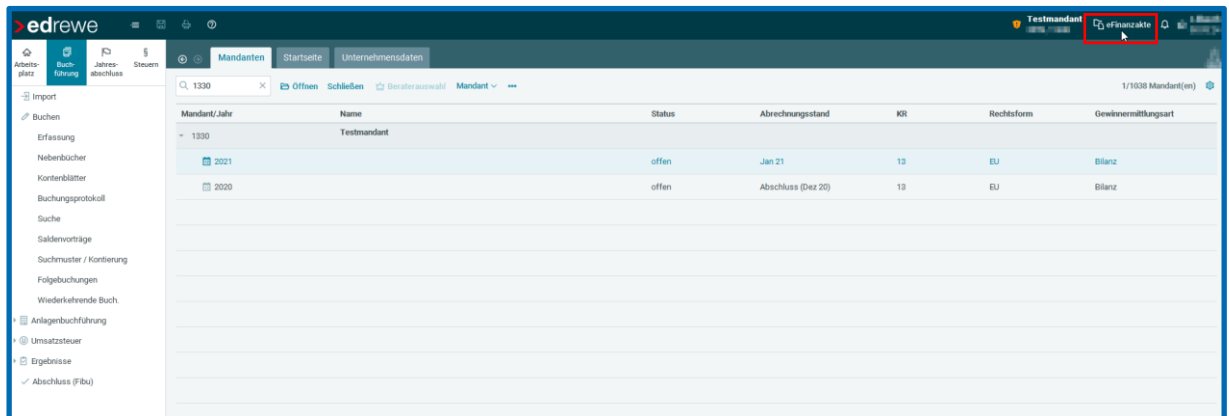 >edrewe
Testmandant
eFinanzakte
Arbeits-
platz
Buch-
führung
Jahres-
abschluss
§
Steuern
Mandanten Startseite Unternehmensdaten
1330 Öffnen Schließen Beraterauswahl Mandant 1/1038 Mandant(en)
Import
Buchen
Erfassung
Nebenbücher
Kontenblätter
Buchungsprotokoll
Suche
Saldenvorträge
Suchmuster / Kontierung
Folgebuchungen
Wiederkehrende Buch.
Anlagenbuchführung
Umsatzsteuer
Ergebnisse
Abschluss (Fibu)
Mandant/Jahr Name Status Abrechnungsstand KR Rechtsform Gewinnermittlungsart
1330 Testmandant
2021 offen Jan 21 13 EU Bilanz
2020 offen Abschluss (Dez 20) 13 EU Bilanz